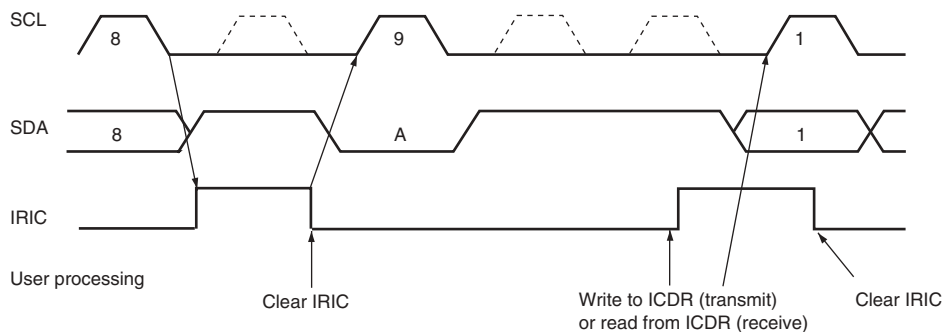 SCL
8
9
1
SDA
8
A
1
IRIC
User processing
Clear IRIC
Write to ICDR (transmit)
or read from ICDR (receive)
Clear IRIC